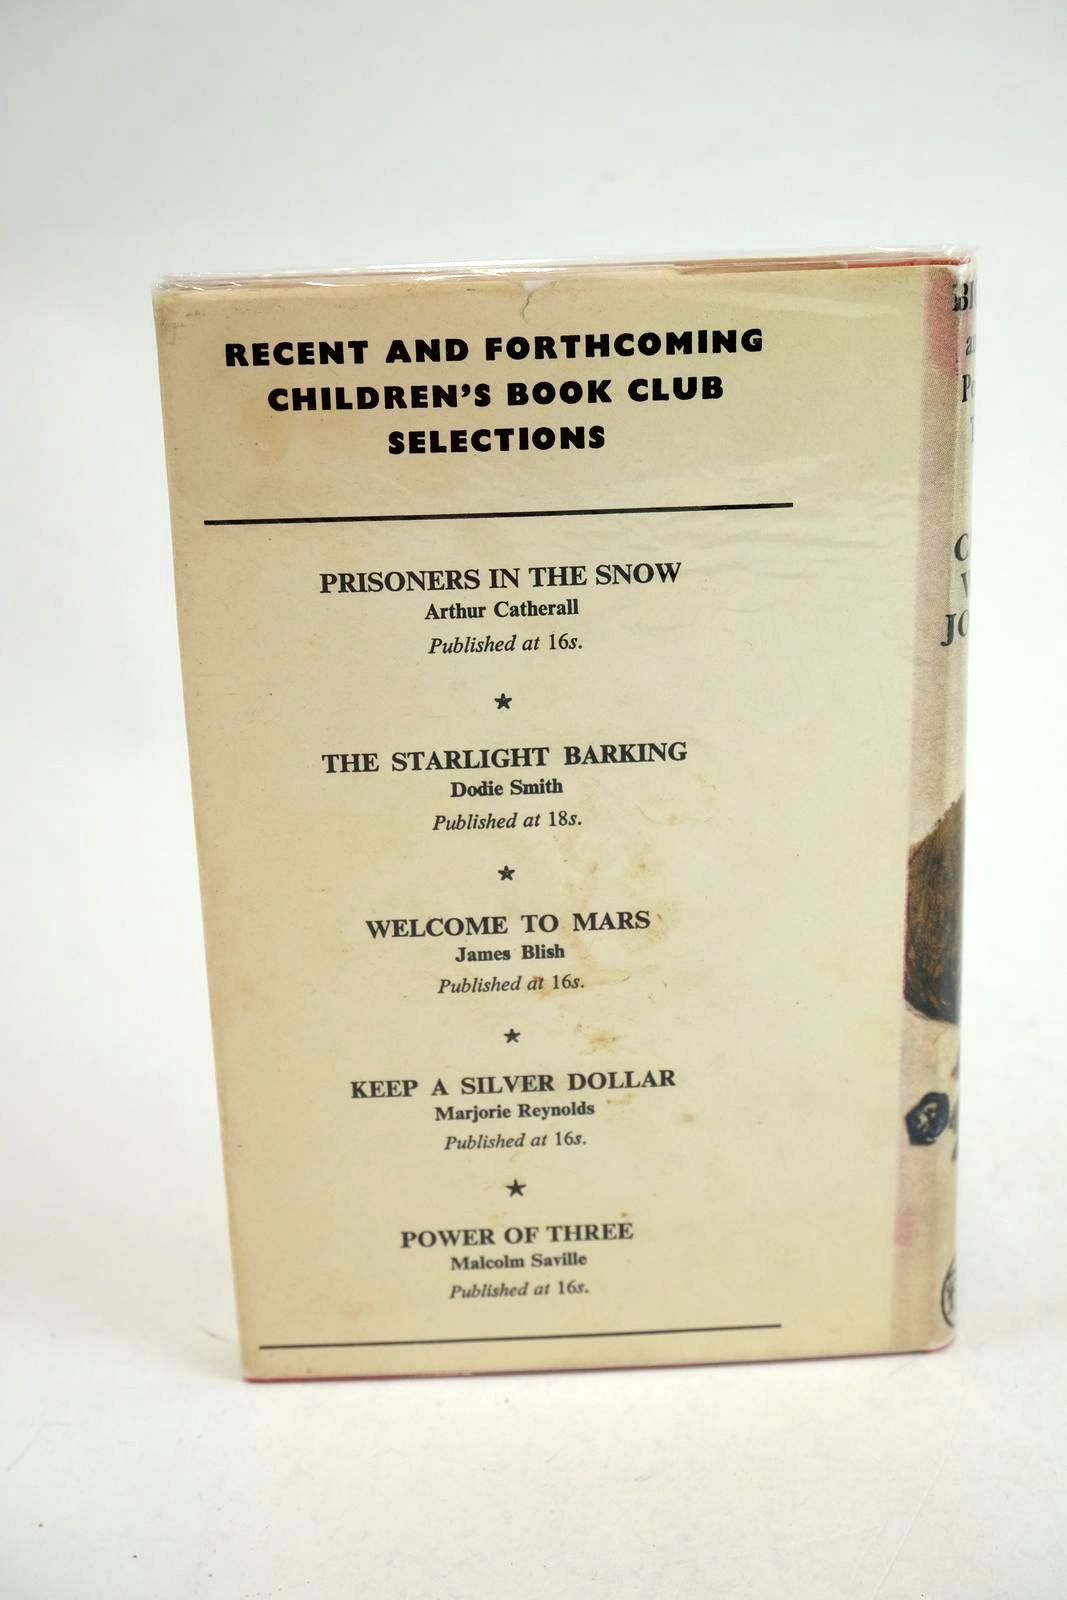 RECENT AND FORTHCOMING
CHILDREN'S BOOK CLUB
SELECTIONS
PRISONERS IN THE SNOW
Arthur Catherall
Published at 16s.
★
THE STARLIGHT BARKING
Dodie Smith
Published at 18s.
★
WELCOME TO MARS
James Blish
Published at 16s.
★
KEEP A SILVER DOLLAR
Marjorie Reynolds
Published at 16s.
★
POWER OF THREE
Malcolm Saville
Published at 16s.